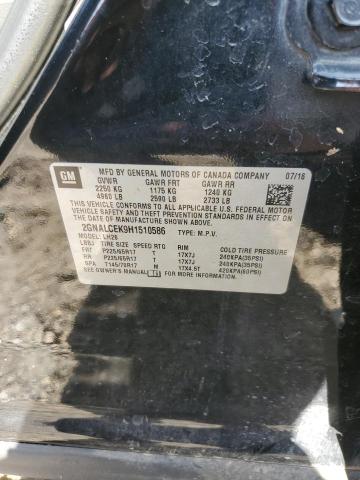 GM
MFD BY GENERAL MOTORS OF CANADA COMPANY 07/16
GVWR GAWR FRT GAWR RR
2250 KG 1175 KG 1240 KG
4960 LB 2590 LB 2733 LB
THIS VEHICLE CONFORMS TO ALL APPLICABLE U.S. FEDERAL MOTOR
VEHICLE SAFETY AND THEFT PREVENTION STANDARDS IN EFFECT ON
THE DATE OF MANUFACTURE SHOWN ABOVE.
2GNALCEK9H1510586 TYPE: M.P.V.
MODEL: LH26
TIRE SIZE SPEED RTG RIM COLD TIRE PRESSURE
FRT P225/65R17 T 17X7J 240KPA(35PSI)
RR P225/65R17 T 17X7J 240KPA(35PSI)
SPA T145/70R17 M 17X4.5T 420KPA(60PSI)
SEE OWNER'S MANUAL